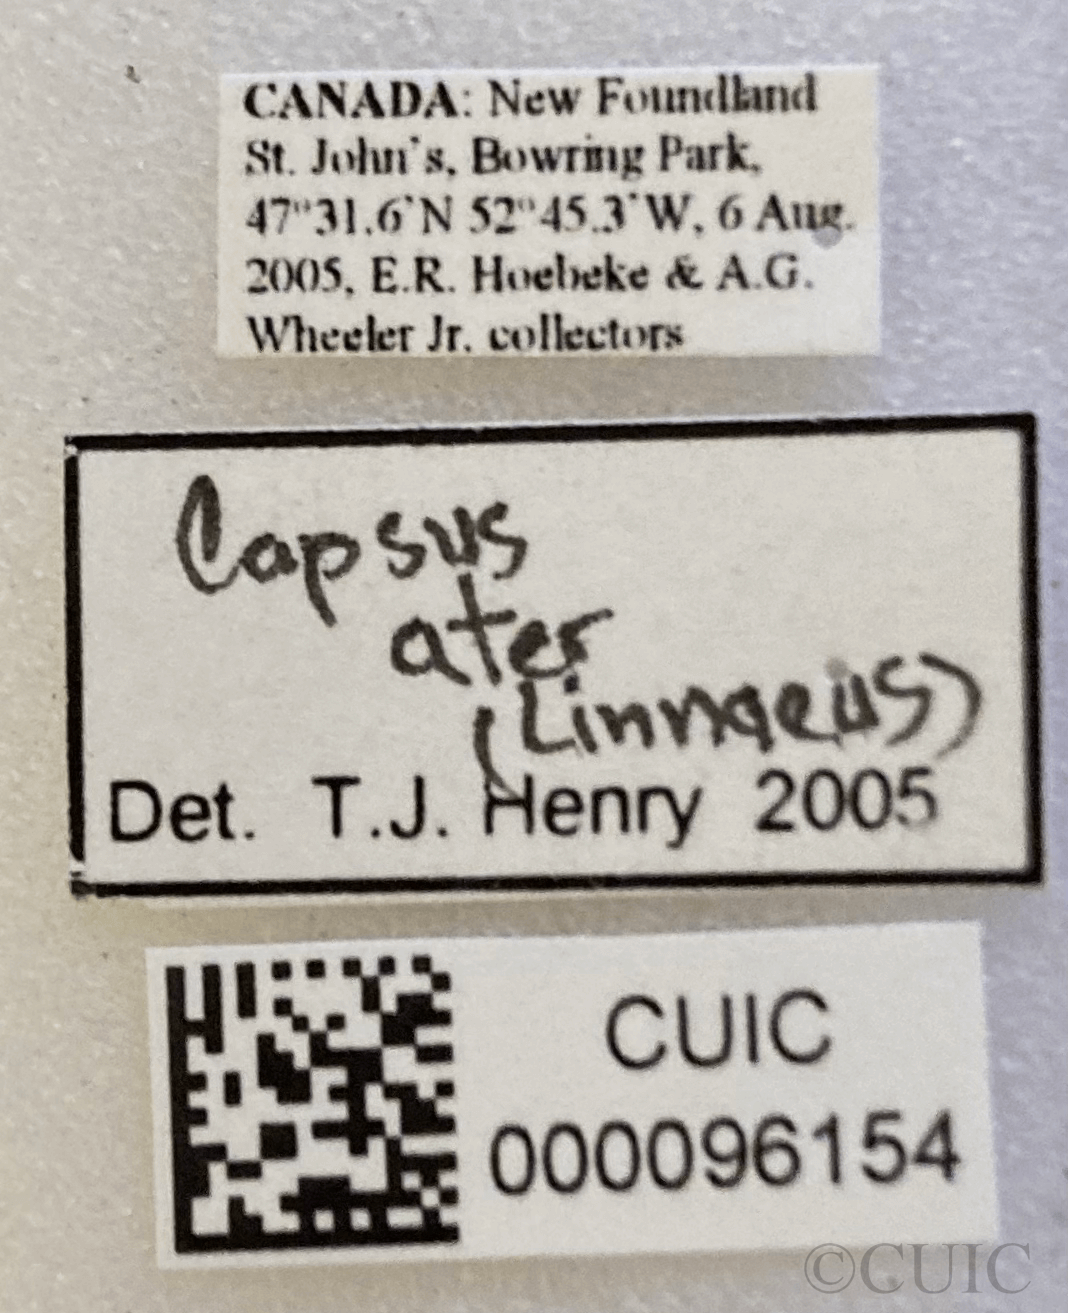 CANADA: New Foundland
St. John's, Bowring Park,
47°31.6'N 52°45.3'W, 6 Aug.
2005, E.R. Hoebeke & A.G.
Wheeler Jr. collectors
Capsus
ater
(Linnaeus)
Det. T.J. Henry 2005
CUIC
000096154
©CUIC